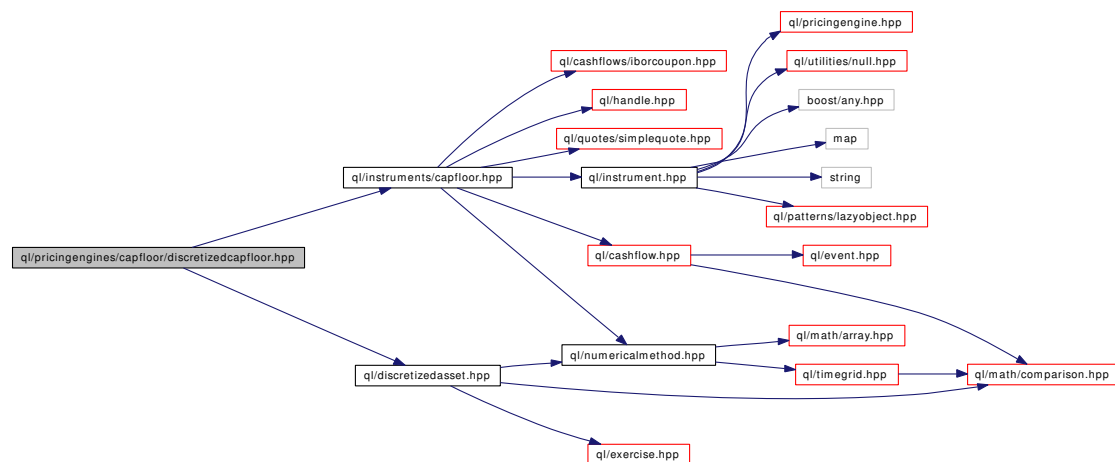 ql/pricingengine.hpp
ql/cashflows/iborcoupon.hpp
ql/utilities/null.hpp
ql/handle.hpp
boost/any.hpp
ql/quotes/simplequote.hpp
map
ql/instruments/capfloor.hpp
ql/instrument.hpp
string
ql/patterns/lazyobject.hpp
ql/pricingengines/capfloor/discretizedcapfloor.hpp
ql/cashflow.hpp
ql/event.hpp
ql/math/array.hpp
ql/numericalmethod.hpp
ql/discretizedasset.hpp
ql/timegrid.hpp
ql/math/comparison.hpp
ql/exercise.hpp